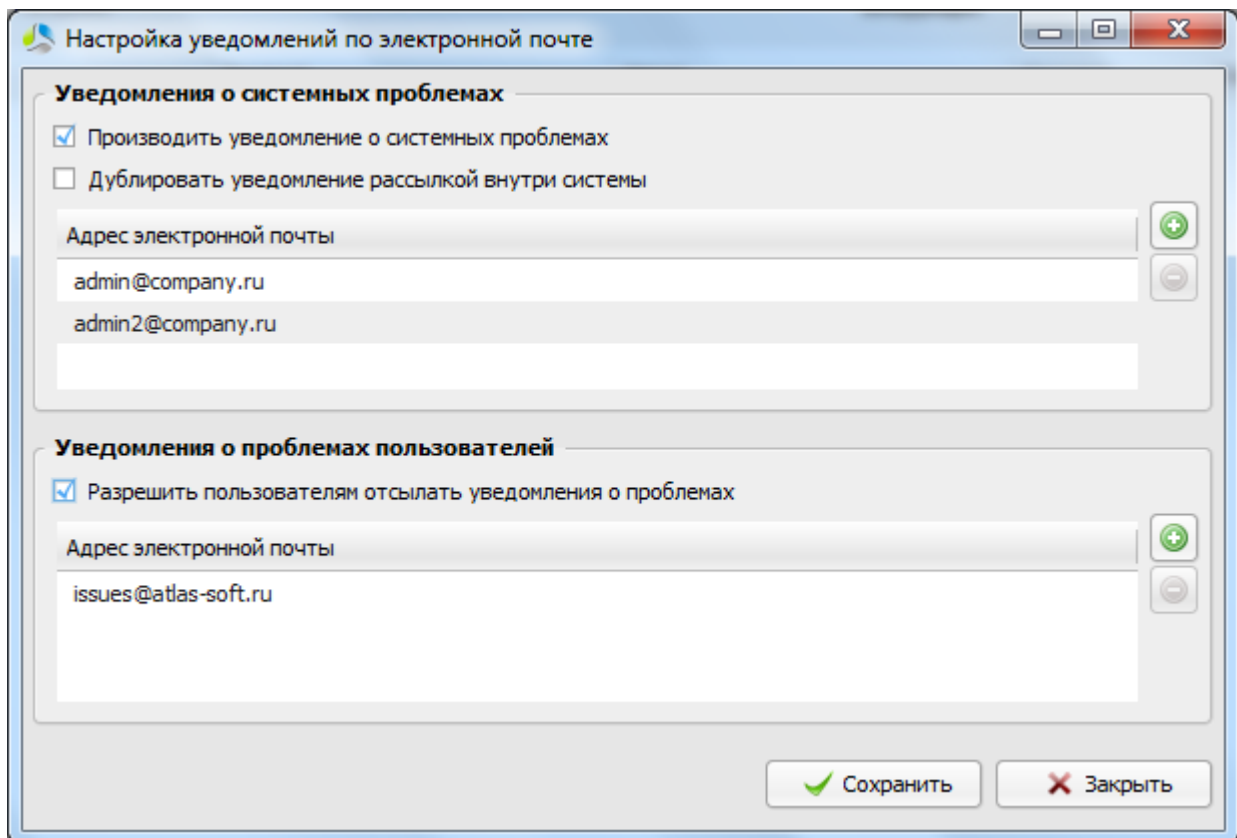 Настройка уведомлений по электронной почте
Уведомления о системных проблемах
Производить уведомление о системных проблемах
Дублировать уведомление рассылкой внутри системы
Адрес электронной почты
admin@company.ru
admin2@company.ru
Уведомления о проблемах пользователей
Разрешить пользователям отсылать уведомления о проблемах
Адрес электронной почты
issues@atlas-soft.ru
Сохранить Закрыть